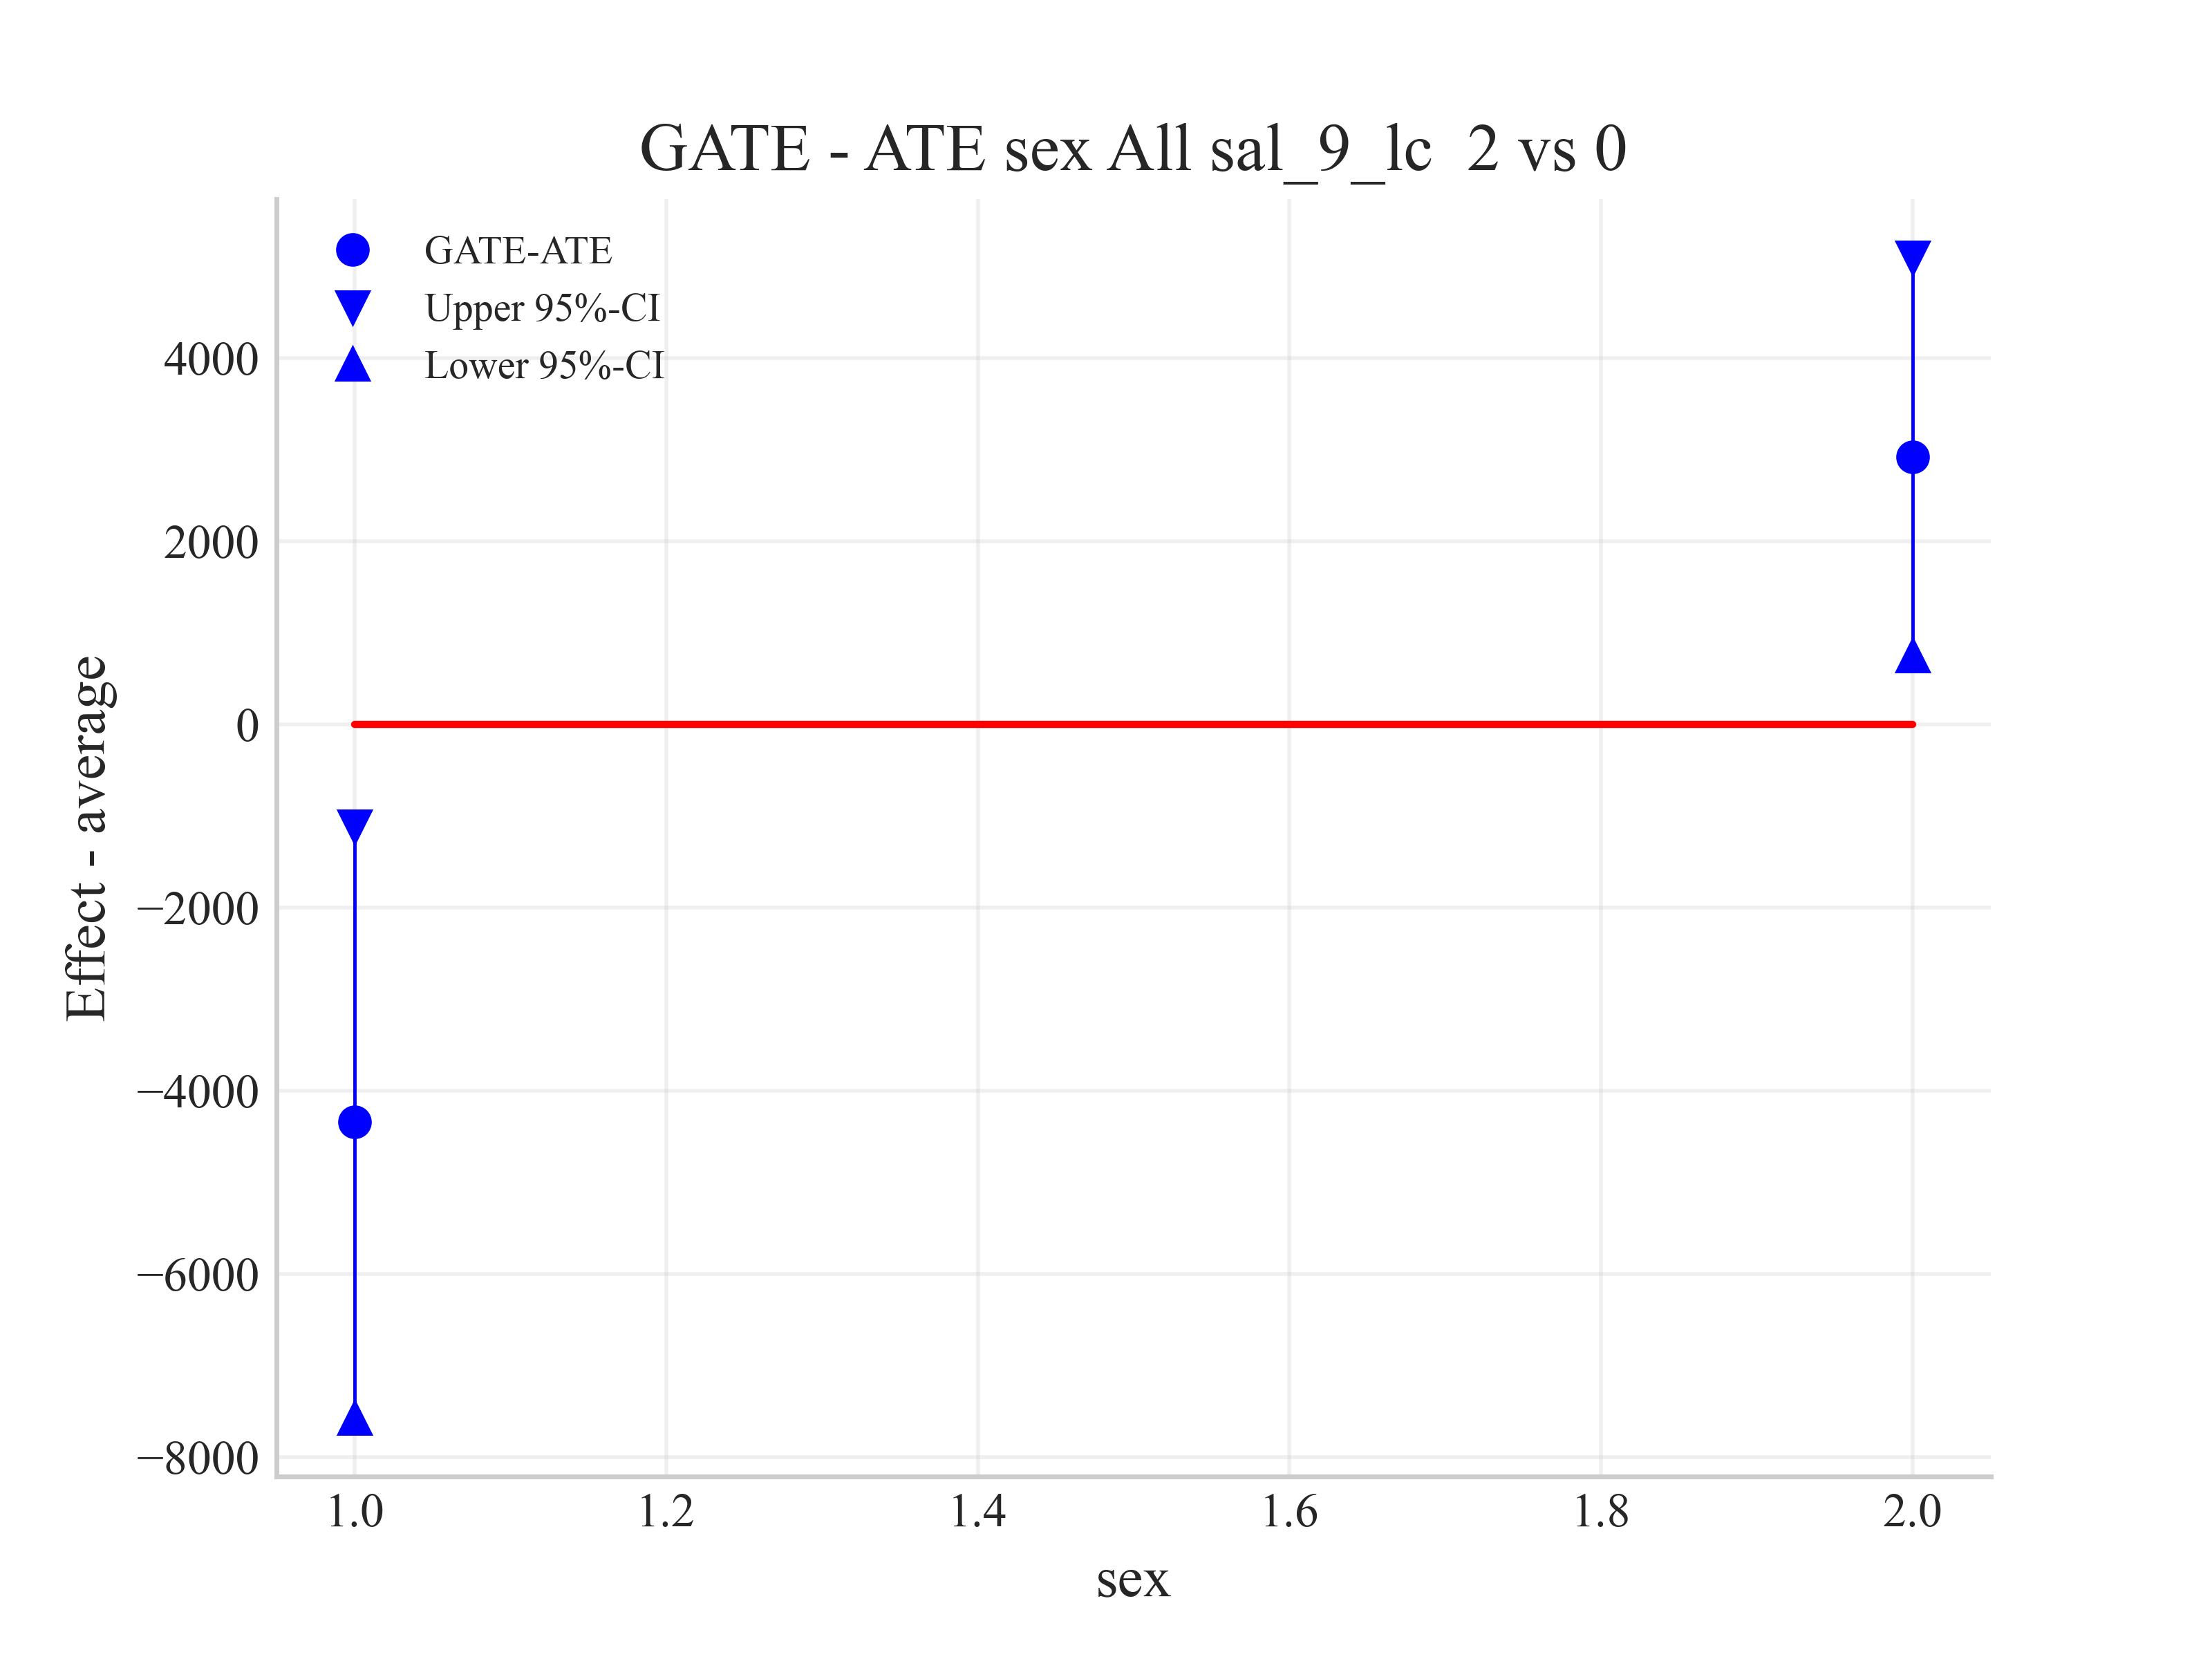 GATE - ATE sex All sal_9_lc  2 vs 0
GATE-ATE
Upper 95%-CI
Lower 95%-CI
4000
2000
0
−2000
−4000
−6000
−8000
Effect - average
1.0 1.2 1.4 1.6 1.8 2.0
sex